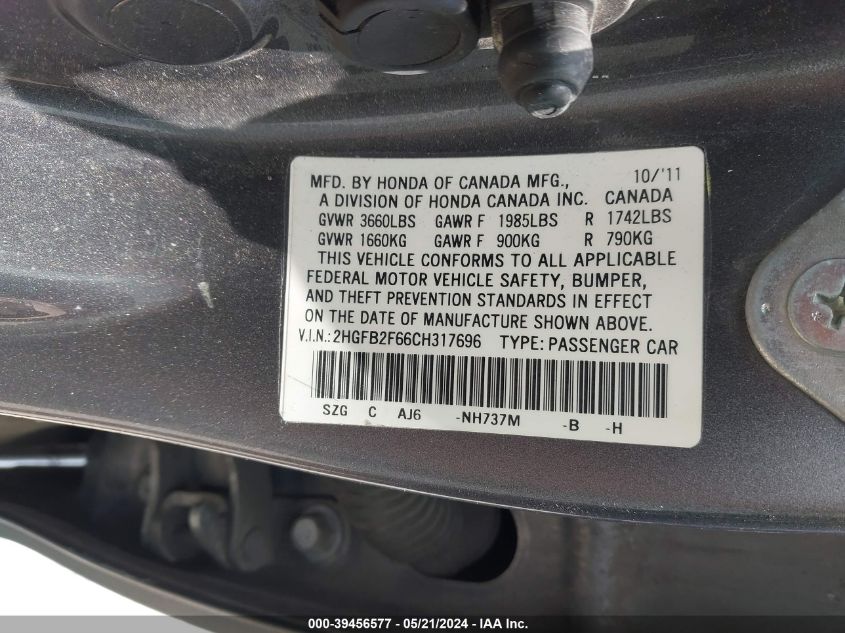 MFD. BY HONDA OF CANADA MFG., 10/'11
A DIVISION OF HONDA CANADA INC. CANADA
GVWR 3660LBS GAWR F 1985LBS R 1742LBS
GVWR 1660KG GAWR F 900KG R 790KG
THIS VEHICLE CONFORMS TO ALL APPLICABLE
FEDERAL MOTOR VEHICLE SAFETY, BUMPER,
AND THEFT PREVENTION STANDARDS IN EFFECT
ON THE DATE OF MANUFACTURE SHOWN ABOVE.
V.I.N.: 2HGFB2F66CH317696 TYPE: PASSENGER CAR
SZG C AJ6 -NH737M -B -H
000-39456577 — 05/21/2024 — IAA Inc.